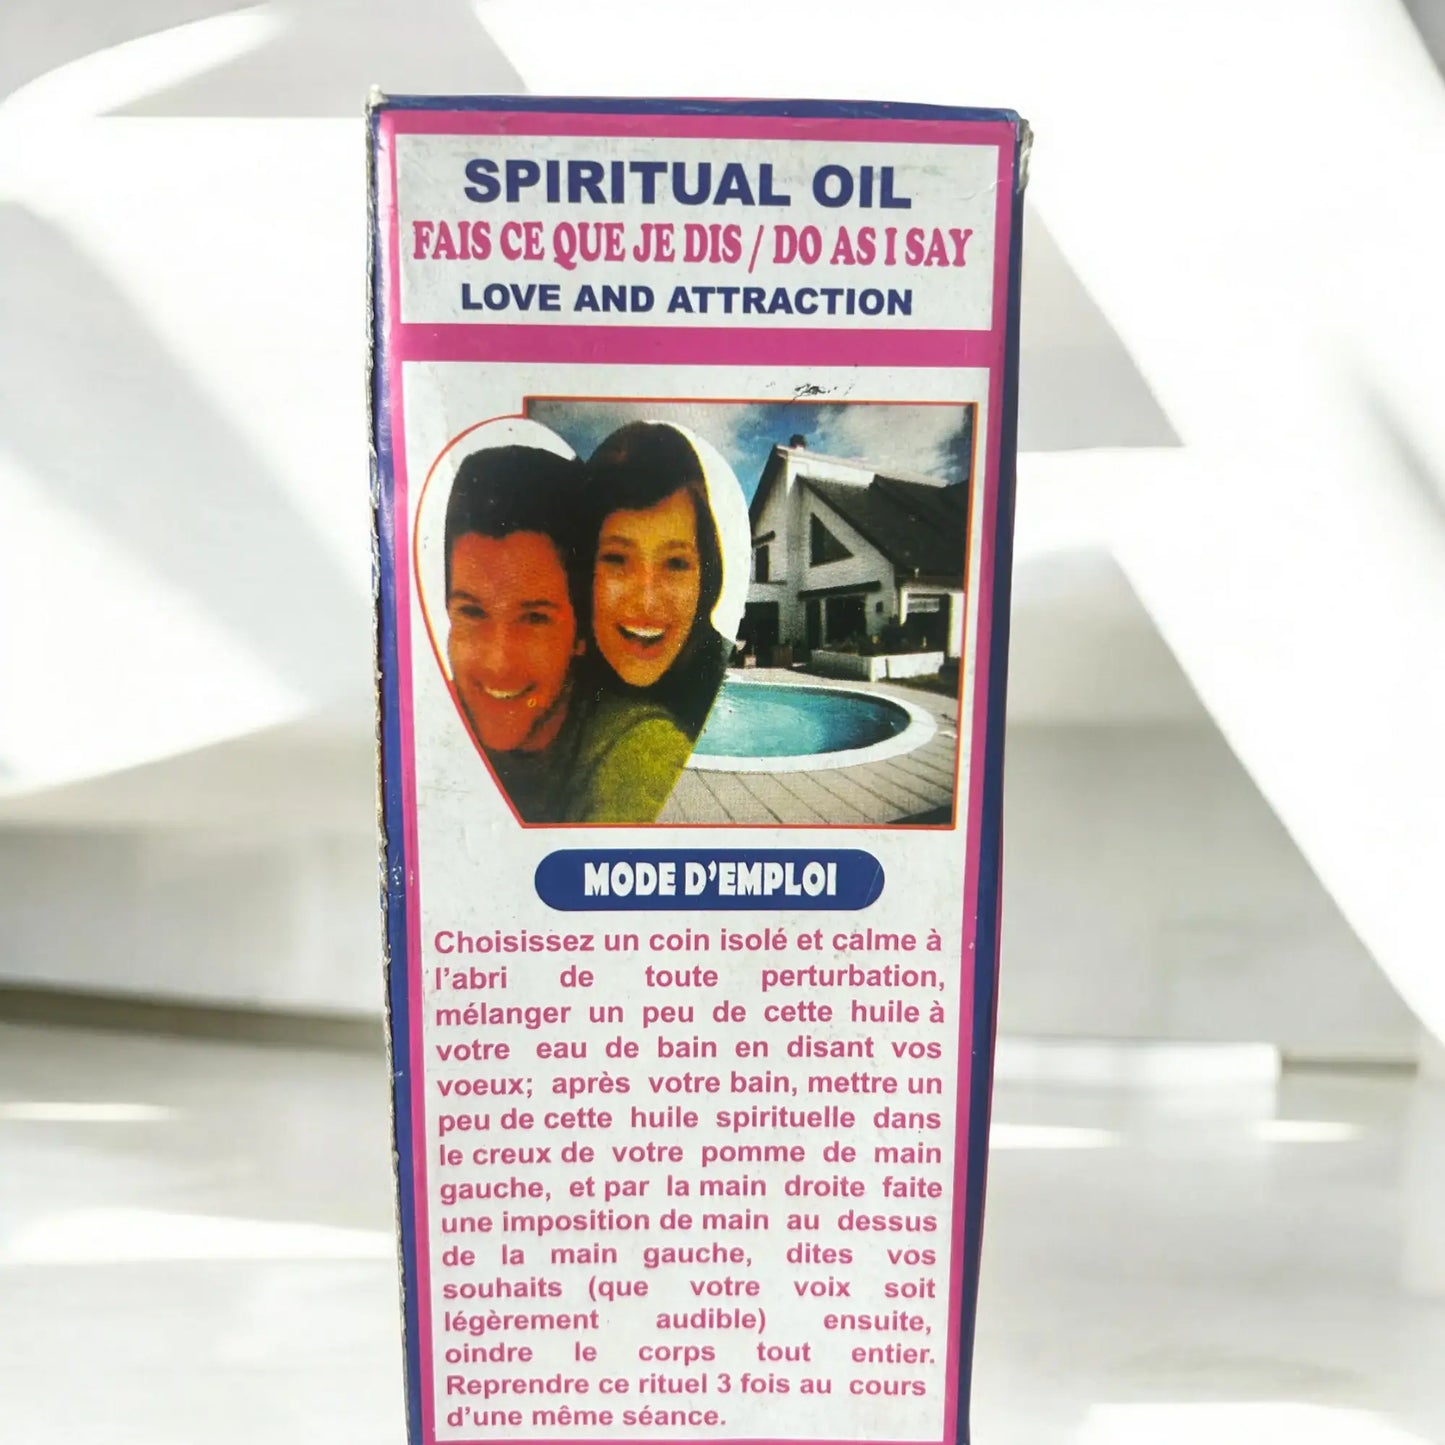 SPIRITUAL OIL
FAIS CE QUE JE DIS / DO AS I SAY
LOVE AND ATTRACTION
MODE D'EMPLOI
Choisissez un coin isolé et calme à
l'abri de toute perturbation,
mélanger un peu de cette huile à
votre eau de bain en disant vos
voeux; après votre bain, mettre un
peu de cette huile spirituelle dans
le creux de votre pomme de main
gauche, et par la main droite faite
une imposition de main au dessus
de la main gauche, dites vos
souhaits (que votre voix soit
légèrement audible) ensuite,
oindre le corps tout entier.
Reprendre ce rituel 3 fois au cours
d'une même séance.